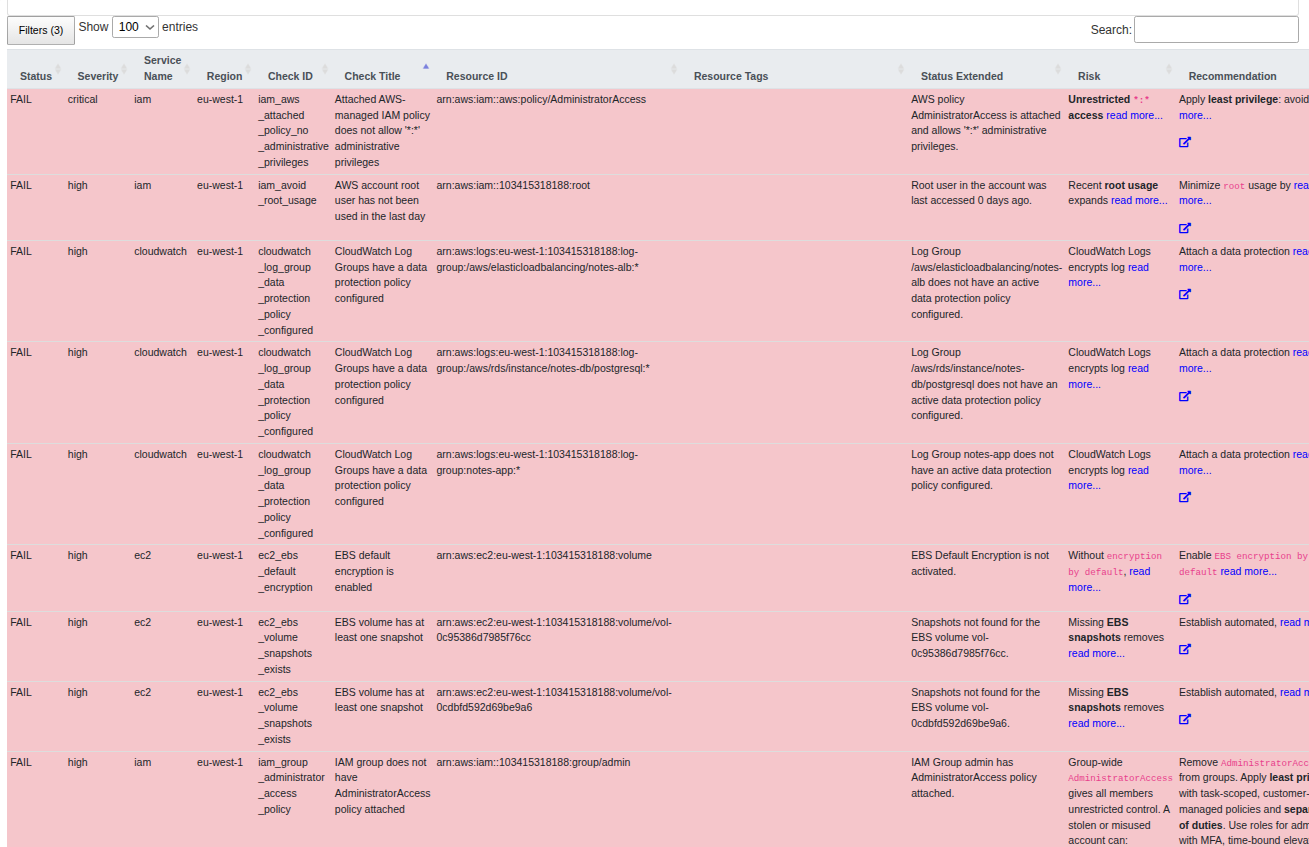 Filters (3) Show 100 entries Search:
Status Severity Service Name Region Check ID Check Title Resource ID Resource Tags Status Extended Risk Recommendation
FAIL critical iam eu-west-1 iam_aws arn:aws:iam::aws:policy/AdministratorAccess
_attached
_policy_no
_administrative
_privileges
Attached AWS-
managed IAM policy
does not allow '*:*'
administrative
privileges
AWS policy
AdministratorAccess is attached
and allows '*:*' administrative
privileges.
Unrestricted *:*
access read more...
Apply least privilege: avoid
more...
FAIL high iam eu-west-1 iam_avoid
_root_usage
AWS account root
user has not been
used in the last day
arn:aws:iam::103415318188:root
Root user in the account was
last accessed 0 days ago.
Recent root usage
expands read more...
Minimize root usage by
more...
FAIL high cloudwatch eu-west-1 cloudwatch
_log_group
_data
_protection
_policy
_configured
CloudWatch Log
Groups have a data
protection policy
configured
arn:aws:logs:eu-west-1:103415318188:log-
group:/aws/elasticloadbalancing/notes-alb:*
Log Group
/aws/elasticloadbalancing/notes-
alb does not have an active
data protection policy
configured.
CloudWatch Logs
encrypts log read
more...
Attach a data protection
more...
FAIL high cloudwatch eu-west-1 cloudwatch
_log_group
_data
_protection
_policy
_configured
CloudWatch Log
Groups have a data
protection policy
configured
arn:aws:logs:eu-west-1:103415318188:log-
group:/aws/rds/instance/notes-db/postgresql:*
Log Group
/aws/rds/instance/notes-
db/postgresql does not have an
active data protection policy
configured.
CloudWatch Logs
encrypts log read
more...
Attach a data protection
more...
FAIL high cloudwatch eu-west-1 cloudwatch
_log_group
_data
_protection
_policy
_configured
CloudWatch Log
Groups have a data
protection policy
configured
arn:aws:logs:eu-west-1:103415318188:log-
group:notes-app:*
Log Group notes-app does not
have an active data protection
policy configured.
CloudWatch Logs
encrypts log read
more...
Attach a data protection
more...
FAIL high ec2 eu-west-1 ec2_ebs
_default
_encryption
EBS default
encryption is
enabled
arn:aws:ec2:eu-west-1:103415318188:volume
EBS Default Encryption is not
activated.
Without encryption
by default, read
more...
Enable EBS encryption by
default read more...
FAIL high ec2 eu-west-1 ec2_ebs
_volume
_snapshots
_exists
EBS volume has at
least one snapshot
arn:aws:ec2:eu-west-1:103415318188:volume/vol-
0c95386d7985f76cc
Snapshots not found for the
EBS volume vol-
0c95386d7985f76cc.
Missing EBS
snapshots removes
read more...
Establish automated, read
FAIL high ec2 eu-west-1 ec2_ebs
_volume
_snapshots
_exists
EBS volume has at
least one snapshot
arn:aws:ec2:eu-west-1:103415318188:volume/vol-
0cdbfd592d69be9a6
Snapshots not found for the
EBS volume vol-
0cdbfd592d69be9a6.
Missing EBS
snapshots removes
read more...
Establish automated, read
FAIL high iam eu-west-1 iam_group
_administrator
_access
_policy
IAM group does not
have
AdministratorAccess
policy attached
arn:aws:iam::103415318188:group/admin
IAM Group admin has
AdministratorAccess policy
attached.
Group-wide
AdministratorAccess
gives all members
unrestricted control. A
stolen or misused
account can:
Remove
from groups. Apply least
with task-scoped, customer-
managed policies and
of duties. Use roles for
with MFA, time-bound